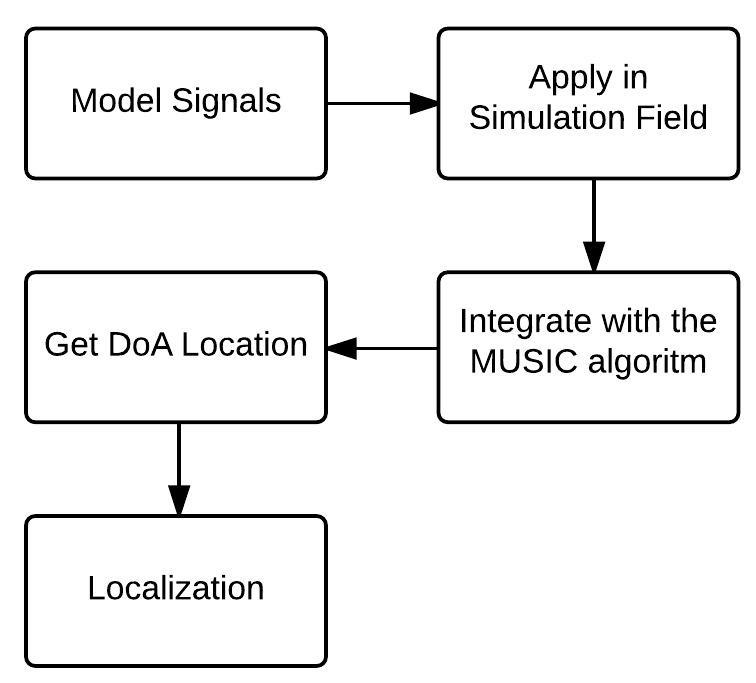 Model Signals
Apply in
Simulation Field
Integrate with the
MUSIC algoritm
Get DoA Location
Localization